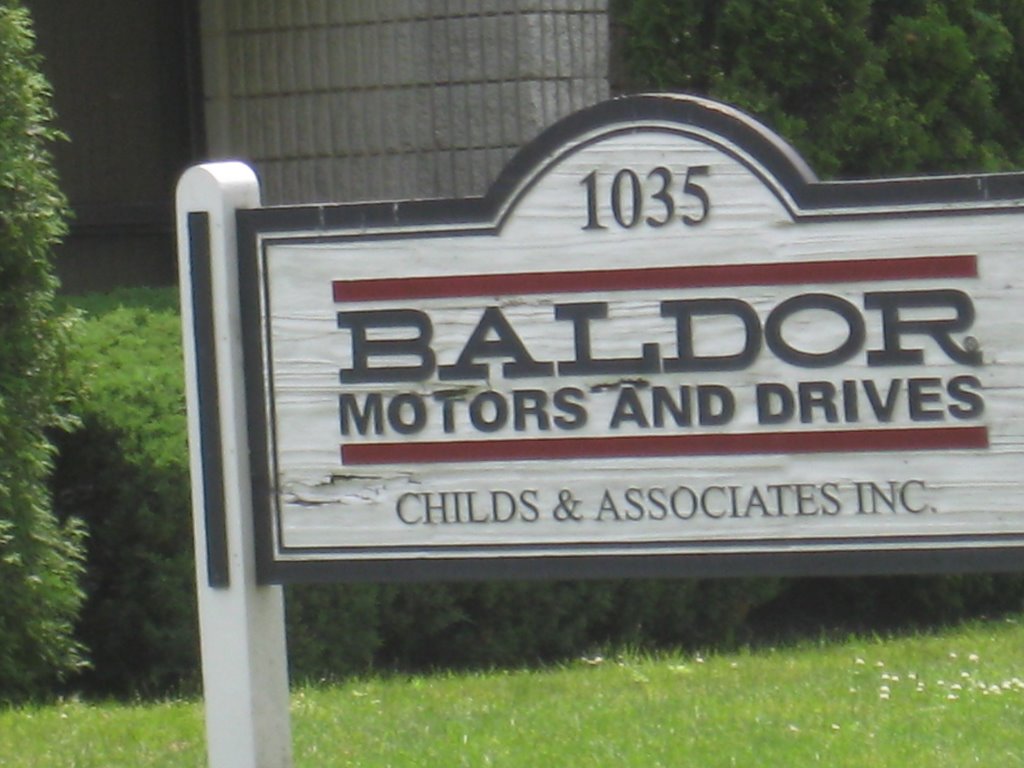 1035
BALDOR®
MOTORS AND DRIVES
CHILDS & ASSOCIATES INC.